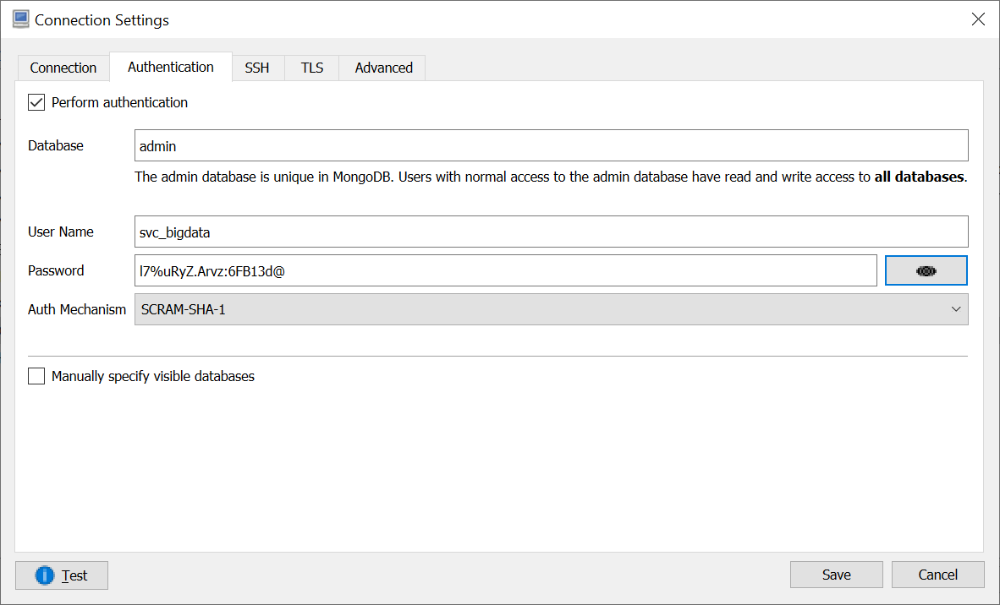 Connection Settings
Connection Authentication SSH TLS Advanced
Perform authentication
Database admin
The admin database is unique in MongoDB. Users with normal access to the admin database have read and write access to all databases.
User Name svc_bigdata
Password l7%uRyZ.Arvz:6FB13d@
Auth Mechanism SCRAM-SHA-1
Manually specify visible databases
Test Save Cancel